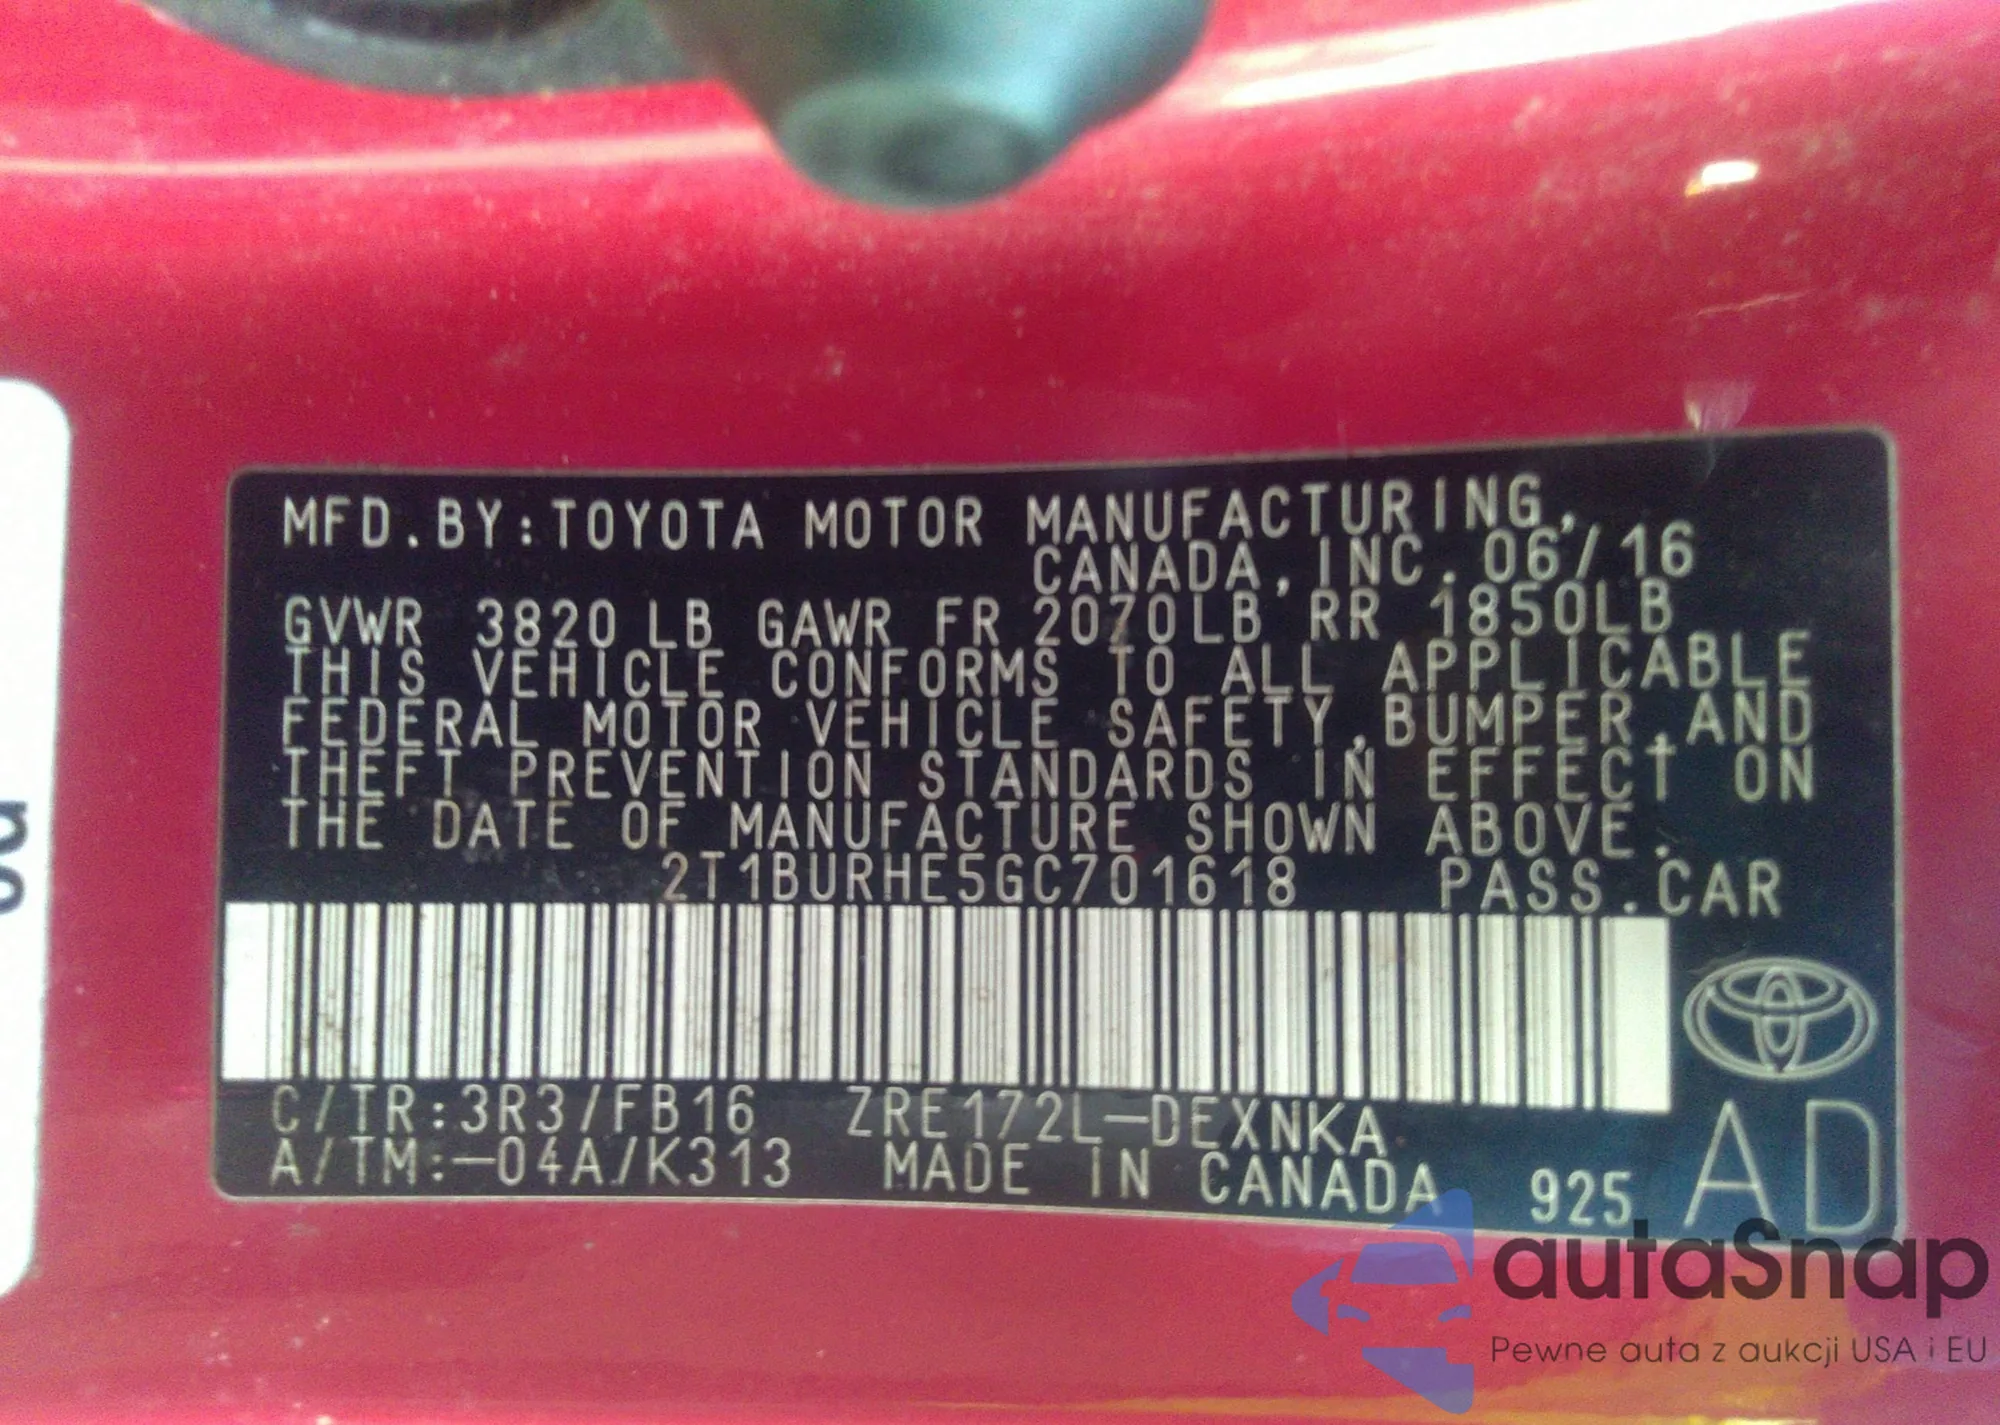 MFD.BY:TOYOTA MOTOR MANUFACTURING,
CANADA,INC. 06/16
GVWR 3820 LB GAWR FR 2070LB RR 1850LB
THIS VEHICLE CONFORMS TO ALL APPLICABLE
FEDERAL MOTOR VEHICLE SAFETY,BUMPER,AND
THEFT PREVENTION STANDARDS IN EFFECT ON
THE DATE OF MANUFACTURE SHOWN ABOVE.
2T1BURHE5GC701618 PASS.CAR
C/TR:3R3/FB16 ZRE172L-DEXNKA
A/TM:-04A/K313 MADE IN CANADA 925 AD
autaSnap
Pewne auta z aukcji USA i EU